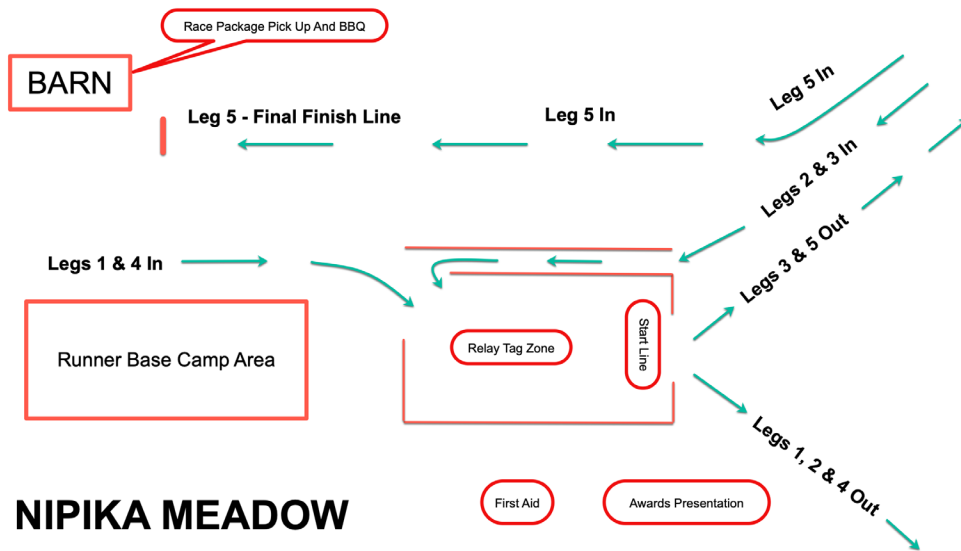 Race Package Pick Up And BBQ
BARN
Leg 5 In
Leg 5 - Final Finish Line
Leg 5 In
Legs 2 & 3 In
Legs 3 & 5 Out
Legs 1 & 4 In
Runner Base Camp Area
Relay Tag Zone
Start Line
Legs 1, 2 & 4 Out
NIPIKA MEADOW
First Aid
Awards Presentation